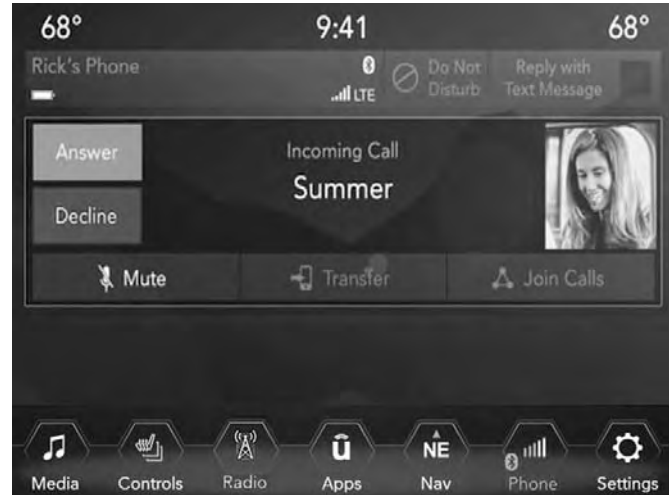 68° 9:41 68°
Rick's Phone
Do Not Disturb
Reply with Text Message
LTE
Answer
Incoming Call
Summer
Decline
Mute Transfer Join Calls
û NE
Media Controls Radio Apps Nav Phone Settings